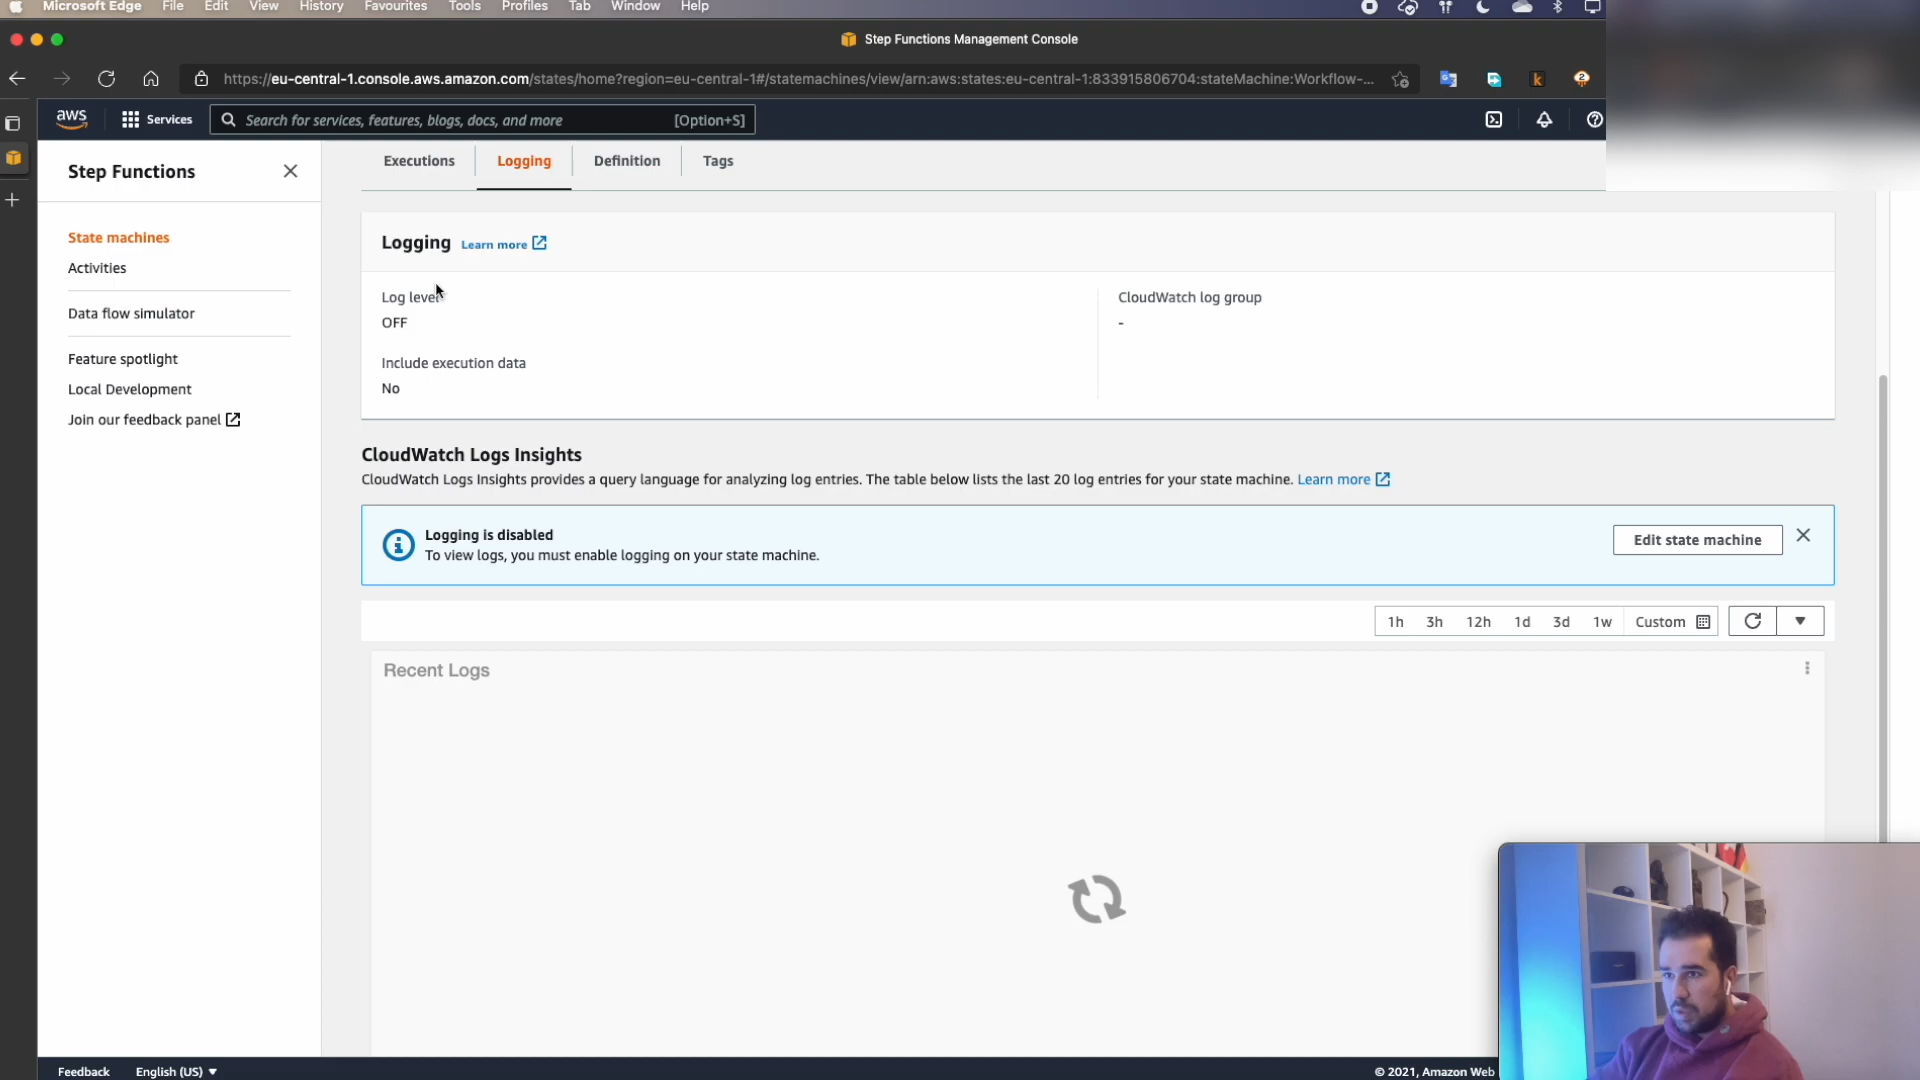 Microsoft Edge File Edit View History Favourites Tools Profiles Tab Window Help
Step Functions Management Console
https://eu-central-1.console.aws.amazon.com/states/home?region=eu-central-1#/statemachines/view/arn:aws:states:eu-central-1:833915806704:stateMachine:Workflow-...
aws Services Search for services, features, blogs, docs, and more [Option+S]
Step Functions
State machines
Activities
Data flow simulator
Feature spotlight
Local Development
Join our feedback panel
Executions Logging Definition Tags
Logging Learn more
Log level
OFF
Include execution data
No
CloudWatch log group
-
CloudWatch Logs Insights
CloudWatch Logs Insights provides a query language for analyzing log entries. The table below lists the last 20 log entries for your state machine. Learn more
Logging is disabled
To view logs, you must enable logging on your state machine.
Edit state machine
1h 3h 12h 1d 3d 1w Custom
Recent Logs
Feedback English (US) © 2021, Amazon Web